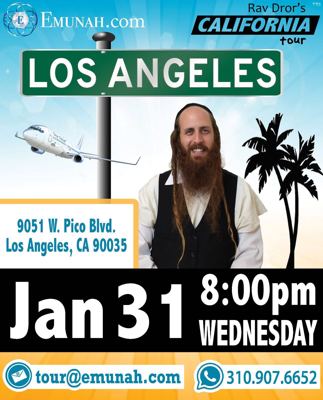 EMUNAH.com
Rav Dror's
CALIFORNIA
tour
LOS ANGELES
9051 W. Pico Blvd.
Los Angeles, CA 90035
Jan 31
8:00pm
WEDNESDAY
tour@emunah.com
310.907.6652